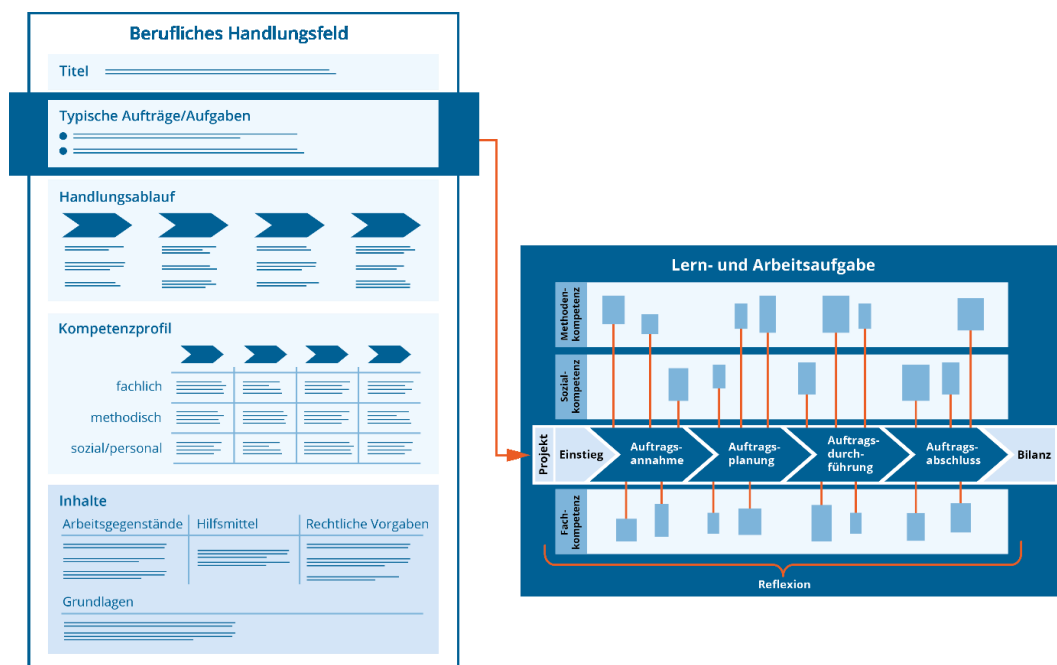 Berufliches Handlungsfeld
Titel
Typische Aufträge/Aufgaben
Handlungsablauf
Kompetenzprofil
fachlich
methodisch
sozial/personal
Inhalte
Arbeitsgegenstände
Hilfsmittel
Rechtliche Vorgaben
Grundlagen
Lern- und Arbeitsaufgabe
Methoden-
kompetenz
Sozial-
kompetenz
Projekt
Einstieg
Auftrags-
annahme
Auftrags-
planung
Auftrags-
durch-
führung
Auftrags-
abschluss
Bilanz
Fach-
kompetenz
Reflexion